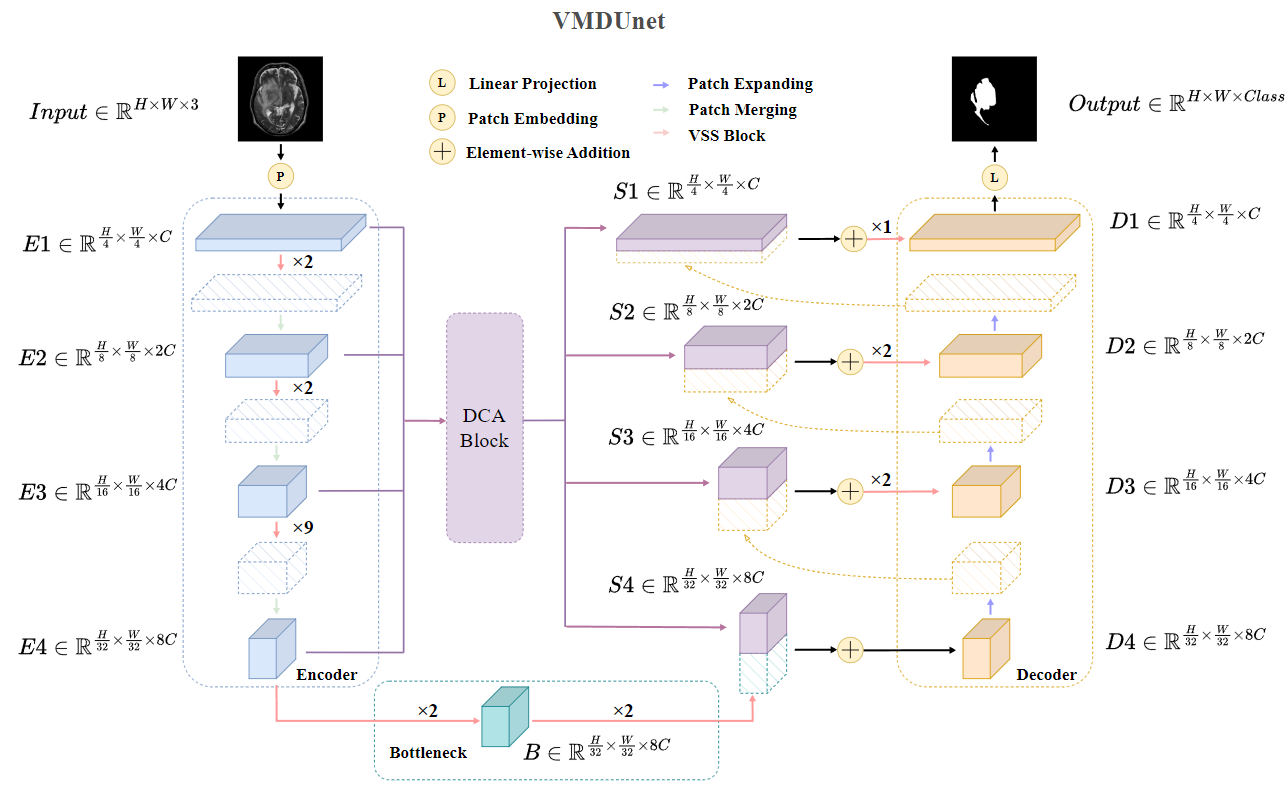 VMDUnet
Input ∈ ℝ^{H×W×3}
L Linear Projection
P Patch Embedding
+ Element-wise Addition
Patch Expanding
Patch Merging
VSS Block
Output ∈ ℝ^{H×W×Class}
P
L
E1 ∈ ℝ^{H/4×W/4×C}
×2
E2 ∈ ℝ^{H/8×W/8×2C}
×2
E3 ∈ ℝ^{H/16×W/16×4C}
×9
E4 ∈ ℝ^{H/32×W/32×8C}
Encoder
DCA
Block
S1 ∈ ℝ^{H/4×W/4×C}
+ ×1
S2 ∈ ℝ^{H/8×W/8×2C}
+ ×2
S3 ∈ ℝ^{H/16×W/16×4C}
+ ×2
S4 ∈ ℝ^{H/32×W/32×8C}
+
D1 ∈ ℝ^{H/4×W/4×C}
D2 ∈ ℝ^{H/8×W/8×2C}
D3 ∈ ℝ^{H/16×W/16×4C}
D4 ∈ ℝ^{H/32×W/32×8C}
Decoder
×2 ×2
Bottleneck B ∈ ℝ^{H/32×W/32×8C}